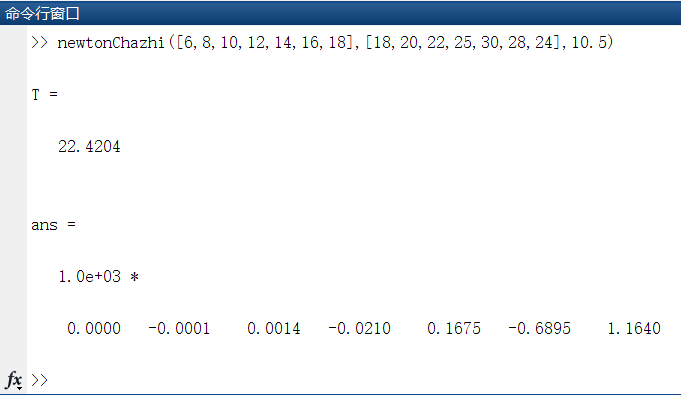 命令行窗口
>> newtonChazhi([6,8,10,12,14,16,18],[18,20,22,25,30,28,24],10.5)
T =
22.4204
ans =
1.0e+03 *
0.0000 -0.0001 0.0014 -0.0210 0.1675 -0.6895 1.1640
fx >>